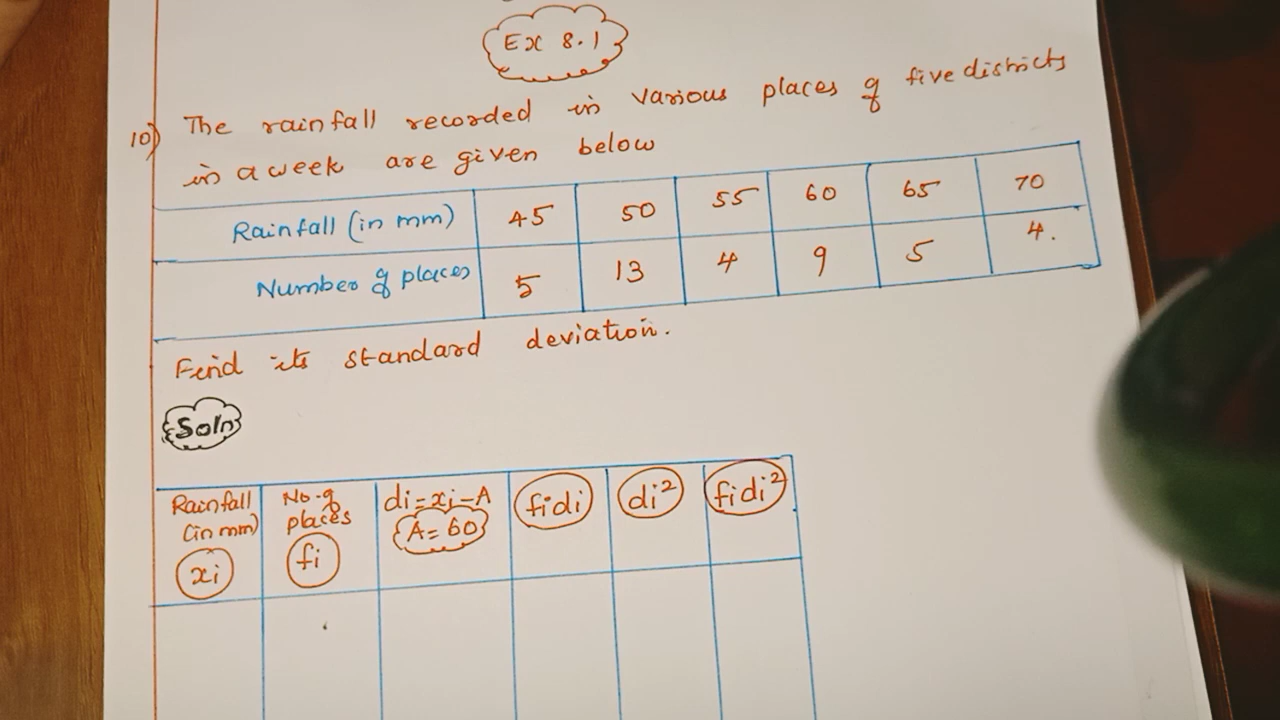 Ex 8.1
10) The rainfall recorded in various places of five districts
in a week are given below
Rainfall (in mm) 45 50 55 60 65 70
Number of places 5 13 4 9 5 4.
Find its standard deviation.
Soln
Rainfall (in mm) xi
No. of places fi
di = xi - A
A = 60
fidi
di²
fidi²